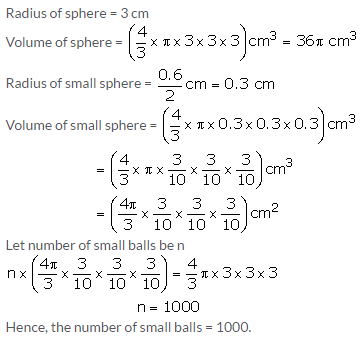 Radius of sphere = 3 cm
Volume of sphere = (4/3 × π × 3 × 3 × 3) cm³ = 36π cm³
Radius of small sphere = 0.6/2 cm = 0.3 cm
Volume of small sphere = (4/3 × π × 0.3 × 0.3 × 0.3) cm³
= (4/3 × π × 3/10 × 3/10 × 3/10) cm³
= (4π/3 × 3/10 × 3/10 × 3/10) cm²
Let number of small balls be n
n × (4π/3 × 3/10 × 3/10 × 3/10) = 4/3 π × 3 × 3 × 3
n = 1000
Hence, the number of small balls = 1000.